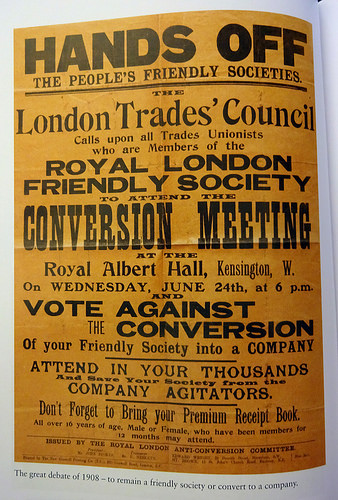 HANDS OFF
THE PEOPLE'S FRIENDLY SOCIETIES.
THE
London Trades' Council
Calls upon all Trades Unionists
who are Members of the
ROYAL LONDON
FRIENDLY SOCIETY
TO ATTEND THE
CONVERSION MEETING
AT THE
Royal Albert Hall, Kensington, W.
On WEDNESDAY, JUNE 24th, at 6 p.m.
AND
VOTE AGAINST
THE CONVERSION
Of your Friendly Society into a COMPANY
ATTEND IN YOUR THOUSANDS
And Save Your Society from the
COMPANY AGITATORS.
Don't Forget to Bring your Premium Receipt Book.
All over 16 years of age, Male or Female, who have been members for
12 months may attend.
ISSUED BY THE ROYAL LONDON ANTI-CONVERSION COMMITTEE.
The great debate of 1908 – to remain a friendly society or convert to a company.